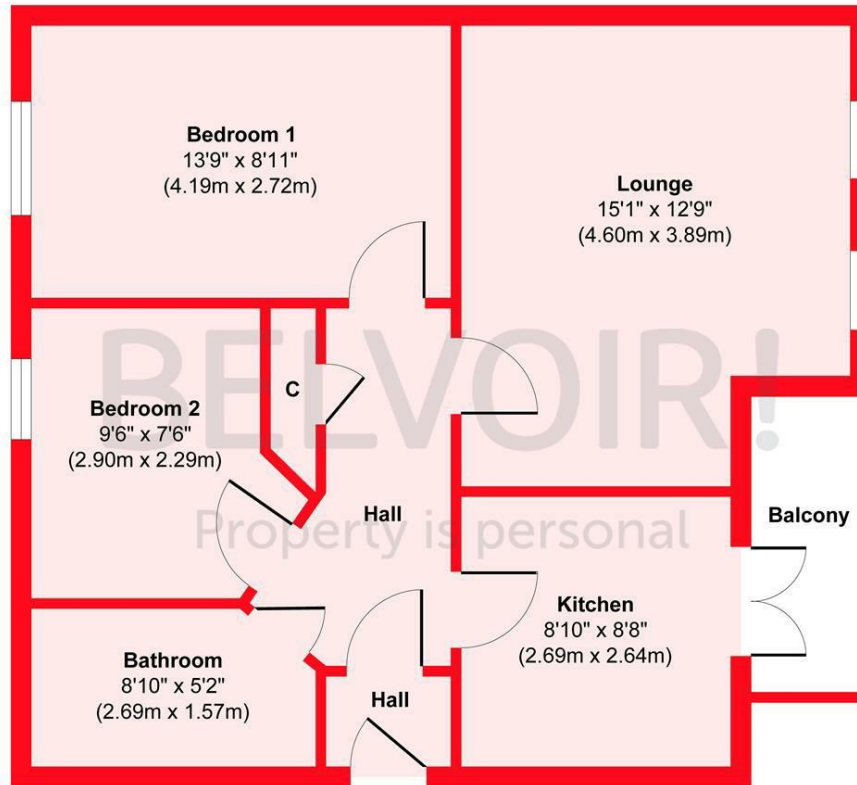 Bedroom 1
13'9" x 8'11"
(4.19m x 2.72m)
Lounge
15'1" x 12'9"
(4.60m x 3.89m)
BELVOIR!
Property is personal
C
Bedroom 2
9'6" x 7'6"
(2.90m x 2.29m)
Hall
Balcony
Kitchen
8'10" x 8'8"
(2.69m x 2.64m)
Bathroom
8'10" x 5'2"
(2.69m x 1.57m)
Hall